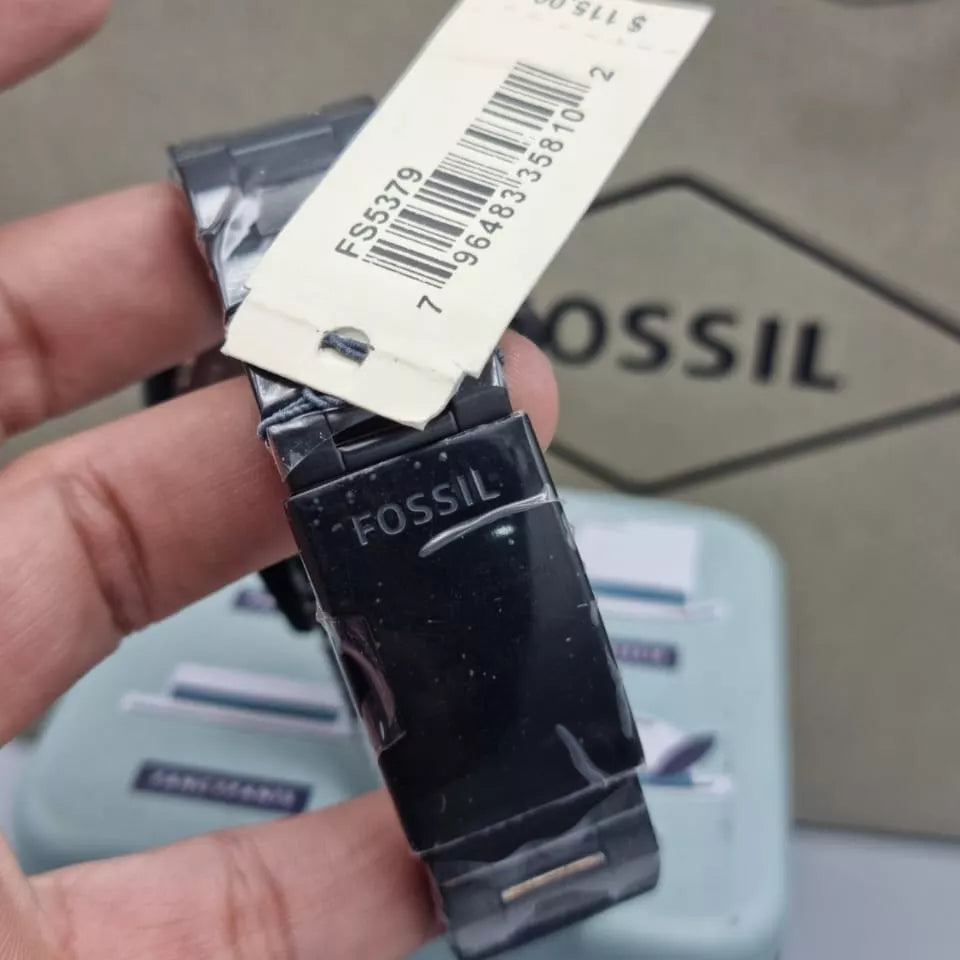 $ 115.00
FS5379
7 96483 35810 2
FOSSIL
FOSSIL